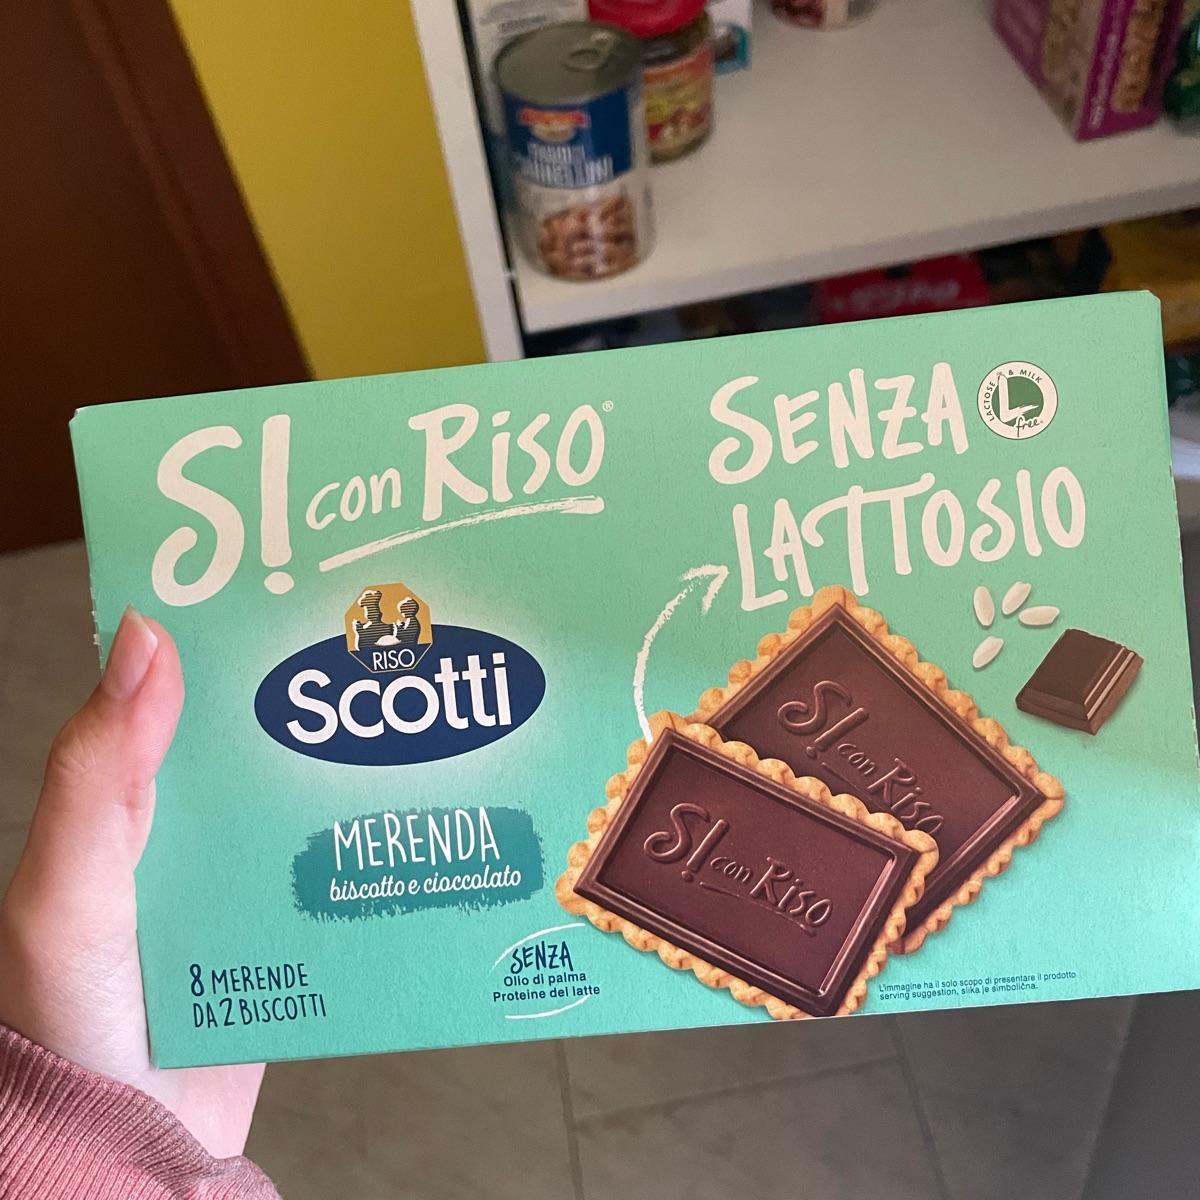 S! con Riso®
SENZA
LATTOSIO
LACTOSE & MILK
free
RISO
Scotti
MERENDA
biscotto e cioccolato
8 MERENDE
DA 2 BISCOTTI
SENZA
Olio di palma
Proteine del latte
S! con Riso
S! con Riso
L'immagine ha il solo scopo di presentare il prodotto
serving suggestion, slika je simbolična.